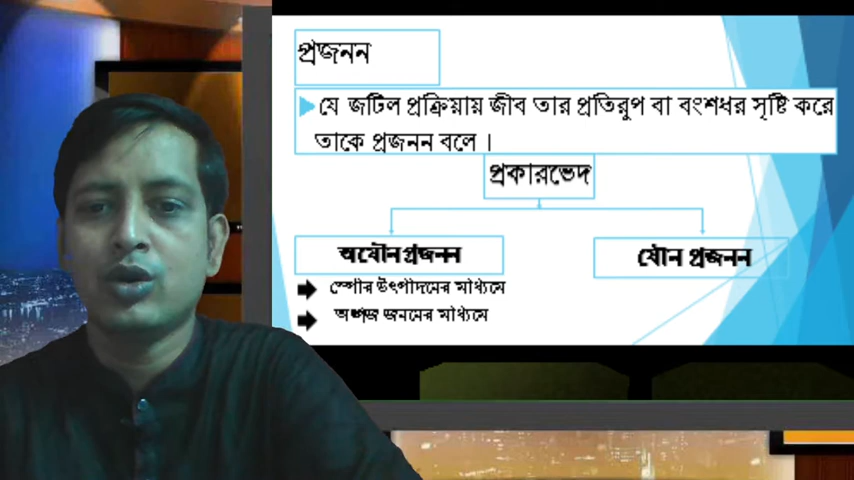 প্রজনন
যে জটিল প্রক্রিয়ায় জীব তার প্রতিরুপ বা বংশধর সৃষ্টি করে
তাকে প্রজনন বলে ।
প্রকারভেদ
অযৌন প্রজনন
যৌন প্রজনন
স্পোর উৎপাদনের মাধ্যমে
অঙ্গজ জননের মাধ্যমে